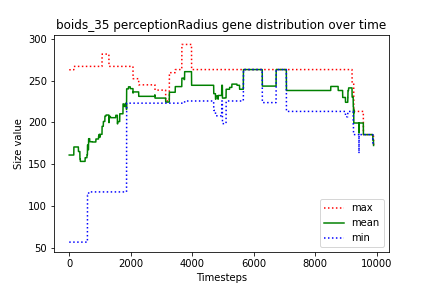 boids_35 perceptionRadius gene distribution over time
300
250
200
150
100
50
Size value
0
2000
4000
6000
8000
10000
Timesteps
max
mean
min